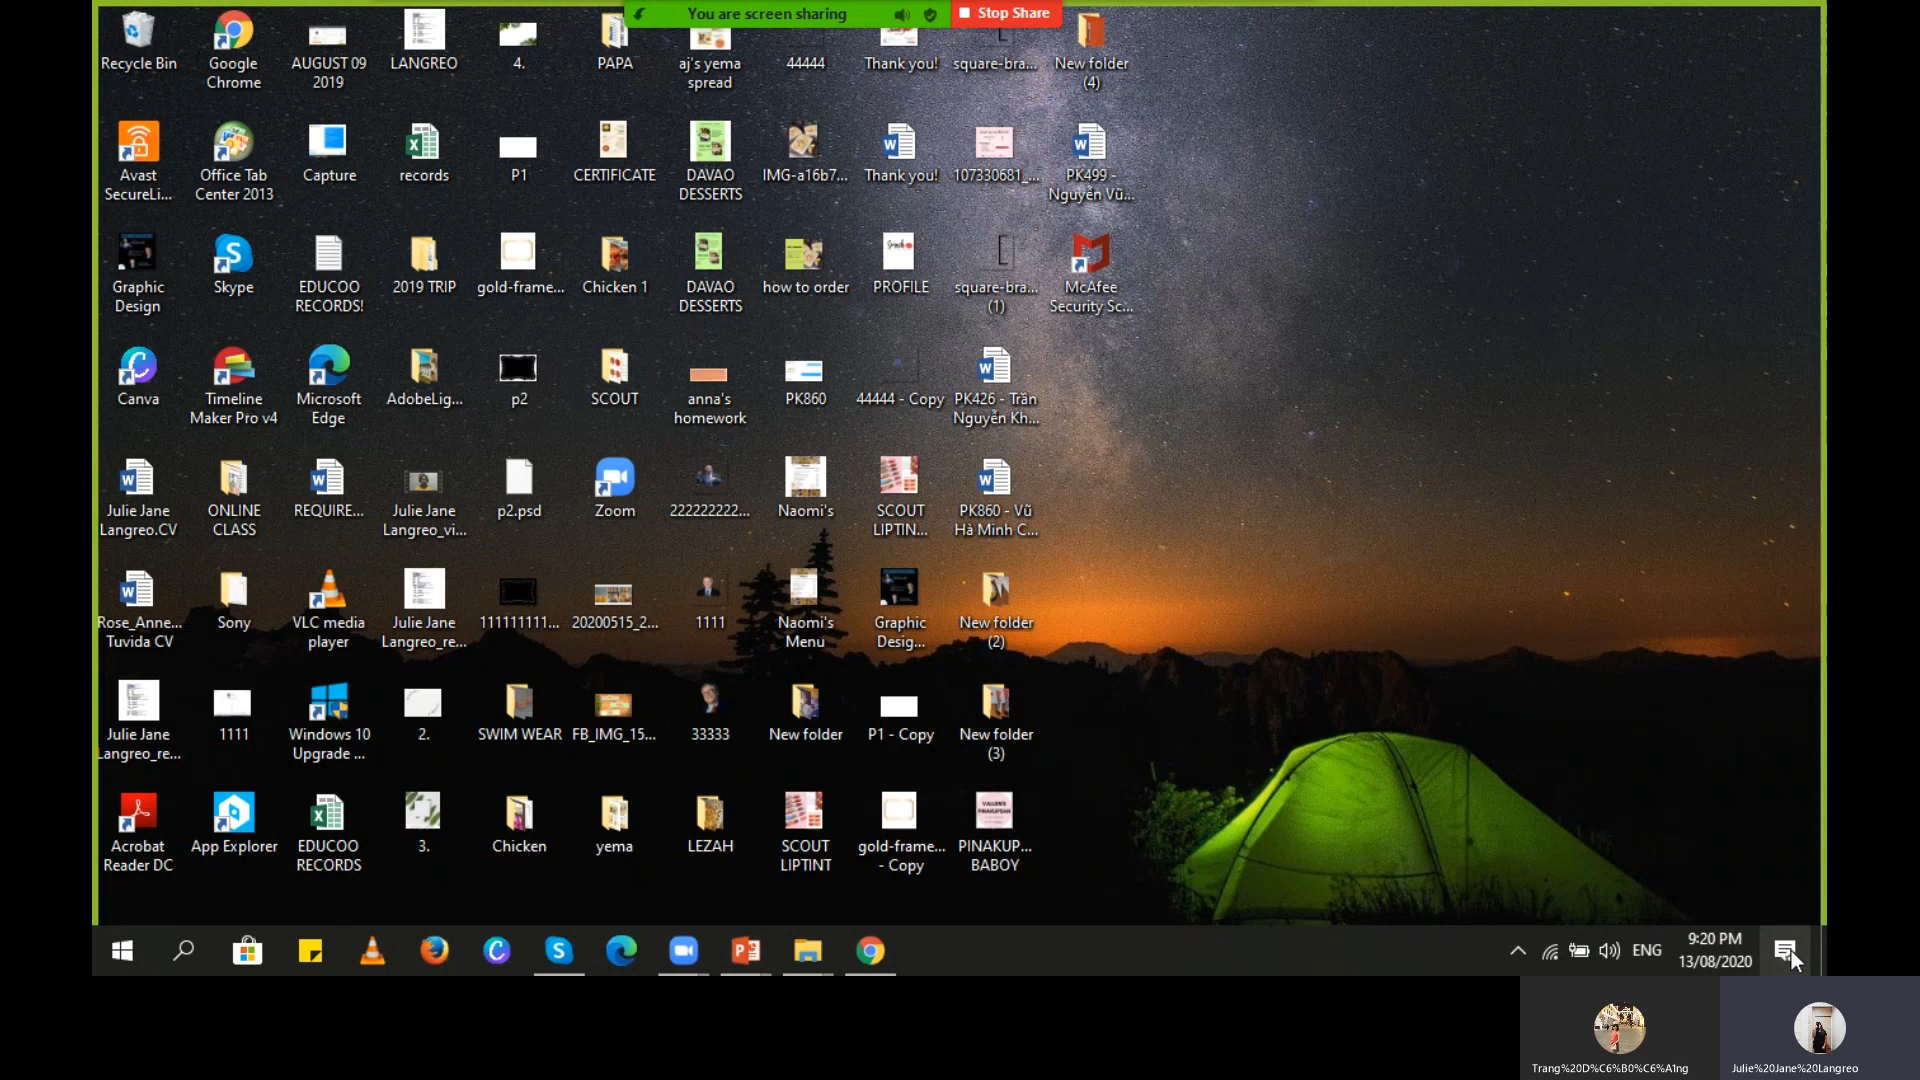 You are screen sharing
Stop Share
Recycle Bin
Google
Chrome
AUGUST 09
2019
LANGREO
4.
PAPA
aj's yema
spread
44444
Thank you!
square-bra...
New folder
(4)
Avast
SecureLi...
Office Tab
Center 2013
Capture
records
P1
CERTIFICATE
DAVAO
DESSERTS
IMG-a16b7...
Thank you!
107330681_...
PK499 -
Nguyễn Vũ...
Graphic
Design
Skype
EDUCOO
RECORDS!
2019 TRIP
gold-frame...
Chicken 1
DAVAO
DESSERTS
how to order
PROFILE
square-bra...
(1)
McAfee
Security Sc...
Canva
Timeline
Maker Pro v4
Microsoft
Edge
AdobeLig...
p2
SCOUT
anna's
homework
PK860
44444 - Copy
PK426 - Trần
Nguyễn Kh...
Julie Jane
Langreo.CV
ONLINE
CLASS
REQUIRE...
Julie Jane
Langreo_vi...
p2.psd
Zoom
222222222...
Naomi's
SCOUT
LIPTIN...
PK860 - Vũ
Hà Minh C...
Rose_Anne...
Tuvida CV
Sony
VLC media
player
Julie Jane
Langreo_re...
111111111...
20200515_2...
1111
Naomi's
Menu
Graphic
Desig...
New folder
(2)
Julie Jane
Langreo_re...
1111
Windows 10
Upgrade ...
2.
SWIM WEAR
FB_IMG_15...
33333
New folder
P1 - Copy
New folder
(3)
Acrobat
Reader DC
App Explorer
EDUCOO
RECORDS
3.
Chicken
yema
LEZAH
SCOUT
LIPTINT
gold-frame...
- Copy
PINAKUP...
BABOY
ENG
9:20 PM
13/08/2020
Trang%20D%C6%B0%C6%A1ng
Julie%20Jane%20Langreo